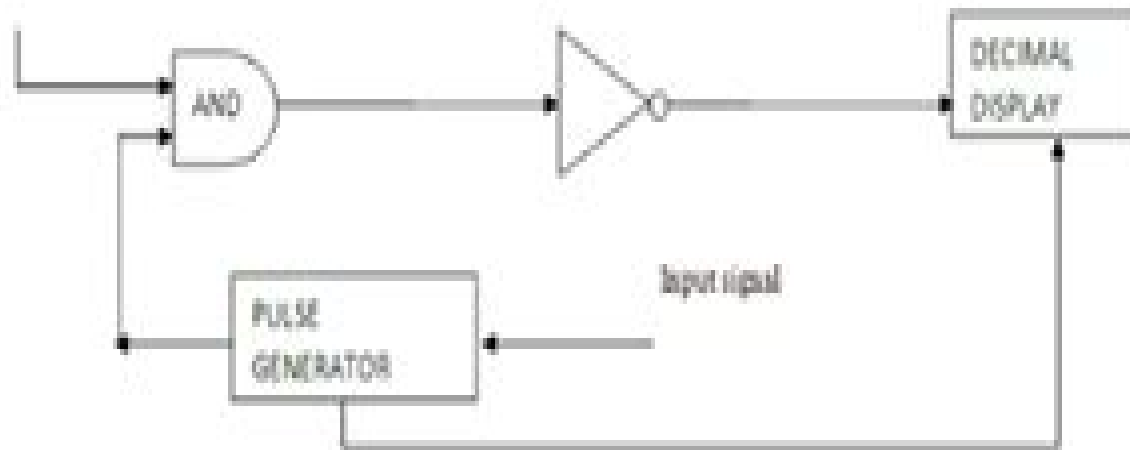 AND
DECIMAL
DISPLAY
Input signal
PULSE
GENERATOR